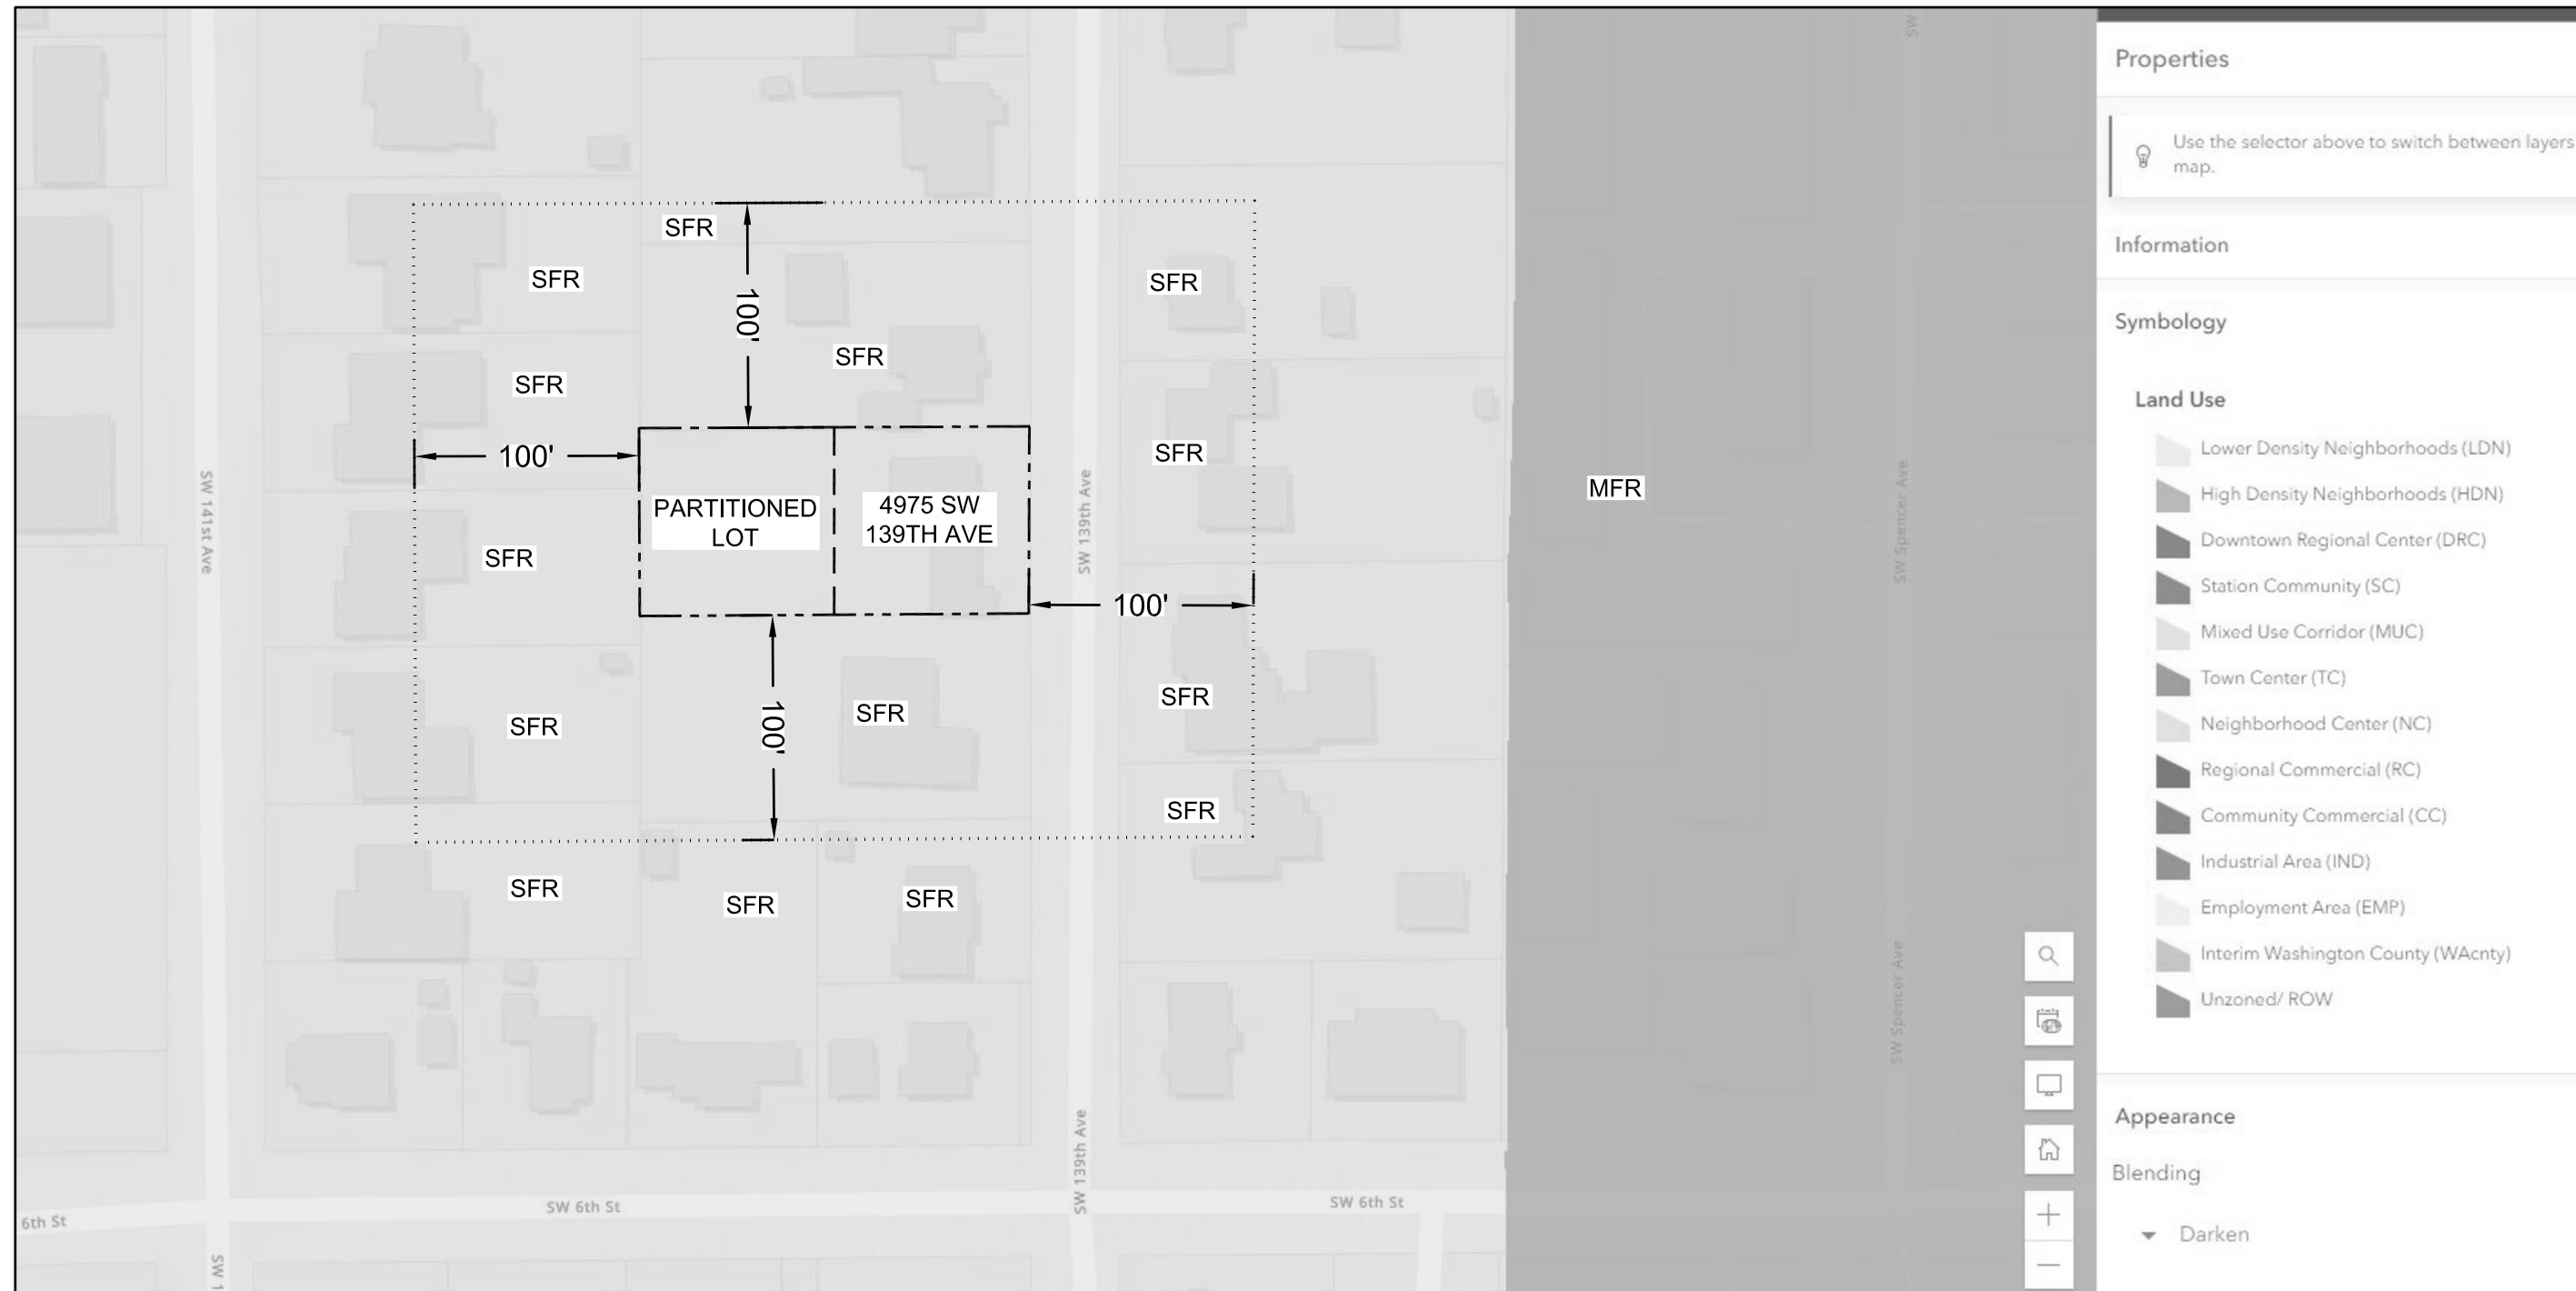 SFR
SFR
SFR
100'
SFR
SFR
100'
SFR
SFR
PARTITIONED
LOT
4975 SW
139TH AVE
MFR
SFR
100'
SFR
SFR
SFR
100'
SFR
SFR
SFR
SFR
SW 141st Ave
SW 139th Ave
SW Spencer Ave
SW
SW Spencer Ave
SW 139th Ave
SW 6th St
SW 6th St
6th St
SW 1
Properties
Use the selector above to switch between layers
map.
Information
Symbology
Land Use
Lower Density Neighborhoods (LDN)
High Density Neighborhoods (HDN)
Downtown Regional Center (DRC)
Station Community (SC)
Mixed Use Corridor (MUC)
Town Center (TC)
Neighborhood Center (NC)
Regional Commercial (RC)
Community Commercial (CC)
Industrial Area (IND)
Employment Area (EMP)
Interim Washington County (WAcnty)
Unzoned/ ROW
Appearance
Blending
Darken